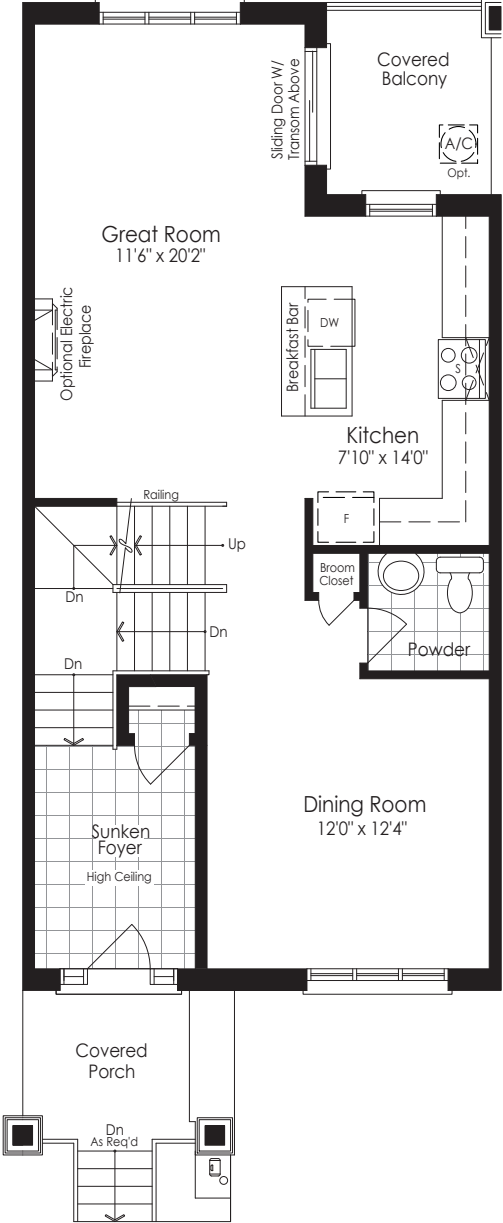 Covered
Balcony
Sliding Door W/
Transom Above
A/C
Opt.
Great Room
11'6" x 20'2"
Optional Electric
Fireplace
Breakfast Bar
DW
S
Kitchen
7'10" x 14'0"
F
Railing
Up
Dn
Dn
Dn
Broom
Closet
Powder
Dining Room
12'0" x 12'4"
Sunken
Foyer
High Ceiling
Covered
Porch
Dn
As Req'd